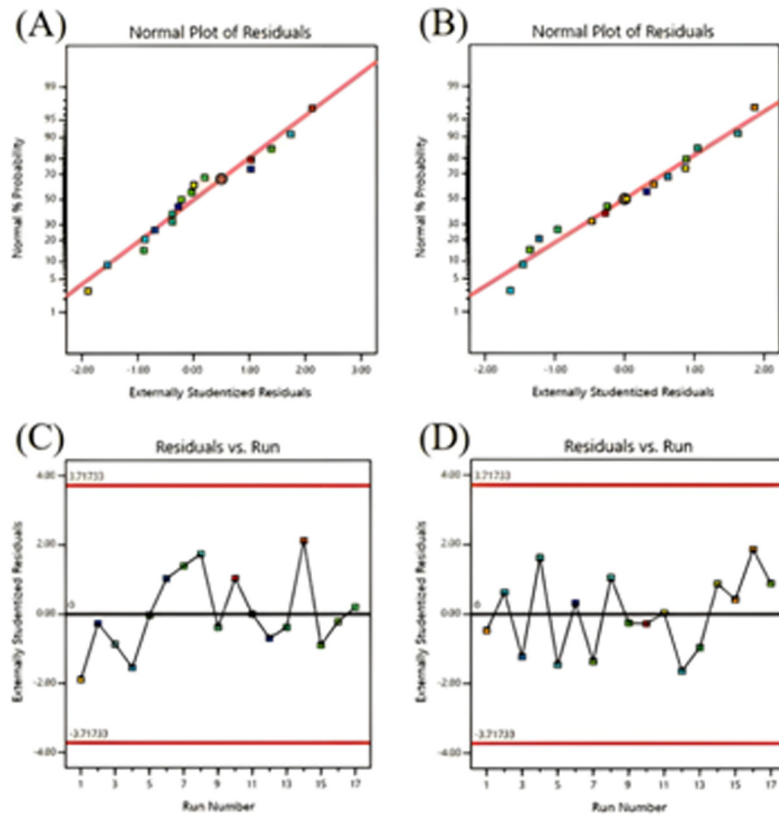 (A)
Normal Plot of Residuals
Normal % Probability
99
95
90
80
70
50
30
20
10
5
1
-2.00 -1.00 0.00 1.00 2.00 3.00
Externally Studentized Residuals
(B)
Normal Plot of Residuals
Normal % Probability
99
95
90
80
70
50
30
20
10
5
1
-2.00 -1.00 0.00 1.00 2.00
Externally Studentized Residuals
(C)
Residuals vs. Run
Externally Studentized Residuals
4.00
3.71733
2.00
0.00
0
-2.00
-3.71733
-4.00
1 3 5 7 9 11 13 15 17
Run Number
(D)
Residuals vs. Run
Externally Studentized Residuals
4.00
3.71733
2.00
0.00
0
-2.00
-3.71733
-4.00
1 3 5 7 9 11 13 15 17
Run Number